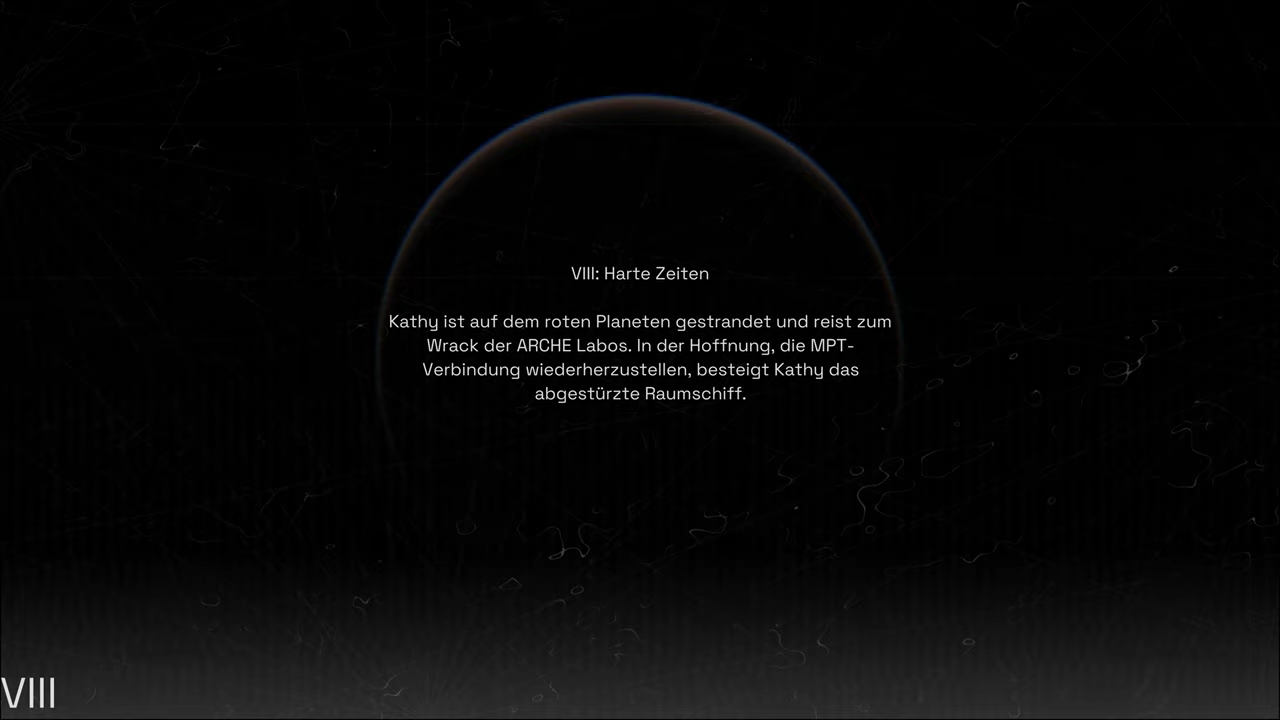 VIII: Harte Zeiten
Kathy ist auf dem roten Planeten gestrandet und reist zum
Wrack der ARCHE Labos. In der Hoffnung, die MPT-
Verbindung wiederherzustellen, besteigt Kathy das
abgestürzte Raumschiff.
VIII